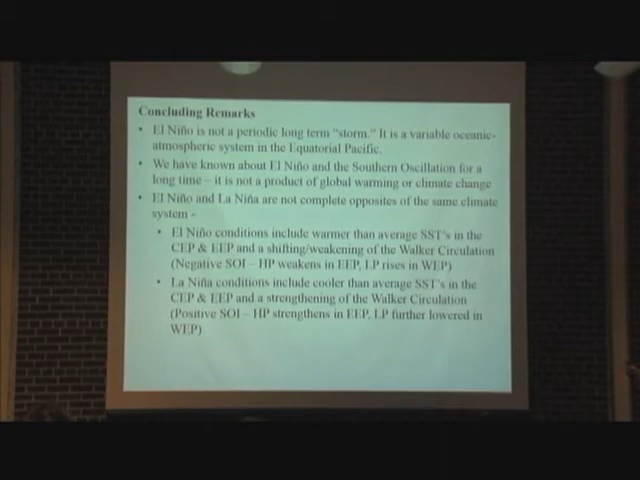 Concluding Remarks
• El Niño is not a periodic long term “storm.” It is a variable oceanic-
atmospheric system in the Equatorial Pacific.
• We have known about El Niño and the Southern Oscillation for a
long time – it is not a product of global warming or climate change
• El Niño and La Niña are not complete opposites of the same climate
system -
• El Niño conditions include warmer than average SST's in the
CEP & EEP and a shifting/weakening of the Walker Circulation
(Negative SOI – HP weakens in EEP, LP rises in WEP)
• La Niña conditions include cooler than average SST's in the
CEP & EEP and a strengthening of the Walker Circulation
(Positive SOI – HP strengthens in EEP, LP further lowered in
WEP)